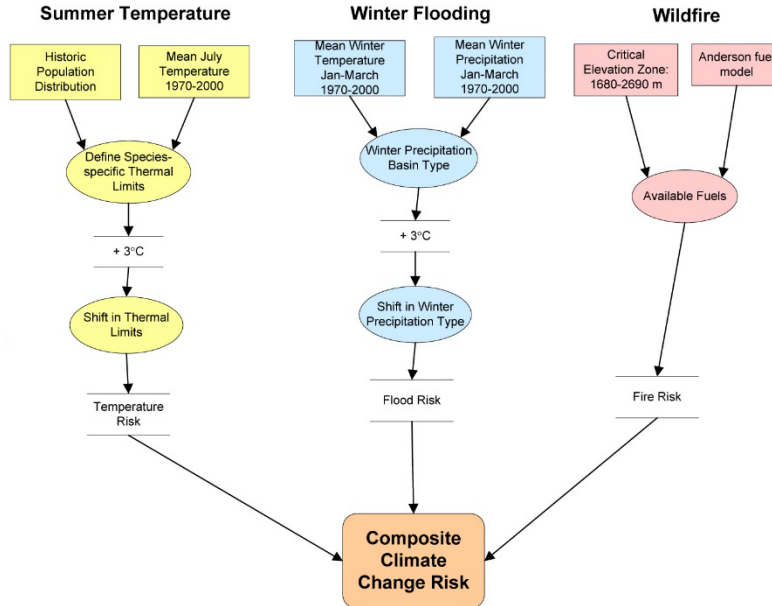 Summer Temperature
Winter Flooding
Wildfire
Historic
Population
Distribution
Mean July
Temperature
1970-2000
Mean Winter
Temperature
Jan-March
1970-2000
Mean Winter
Precipitation
Jan-March
1970-2000
Critical
Elevation Zone:
1680-2690 m
Anderson fuel
model
Define Species-
specific Thermal
Limits
Winter Precipitation
Basin Type
Available Fuels
+ 3°C
+ 3°C
Shift in Thermal
Limits
Shift in Winter
Precipitation Type
Temperature
Risk
Flood Risk
Fire Risk
Composite
Climate
Change Risk